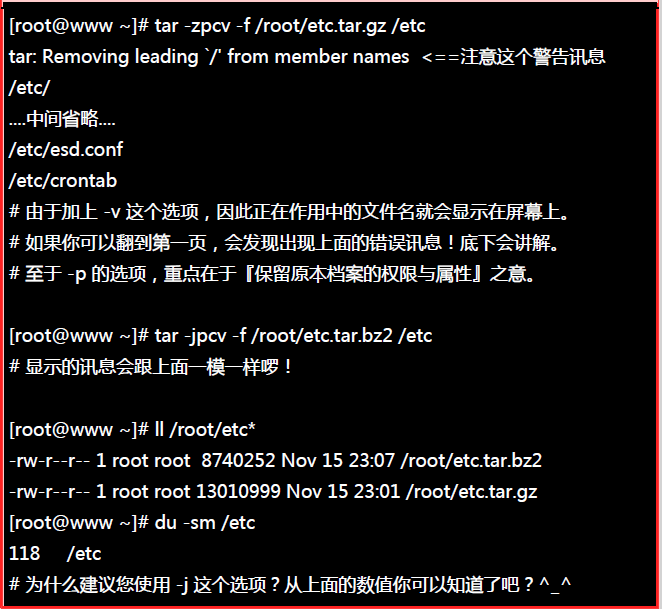 [root@www ~]# tar -zpcv -f /root/etc.tar.gz /etc
tar: Removing leading `/' from member names  <==注意这个警告讯息
/etc/
....中间省略....
/etc/esd.conf
/etc/crontab
# 由于加上 -v 这个选项，因此正在作用中的文件名就会显示在屏幕上。
# 如果你可以翻到第一页，会发现出现上面的错误讯息！底下会讲解。
# 至于 -p 的选项，重点在于『保留原本档案的权限与属性』之意。
[root@www ~]# tar -jpcv -f /root/etc.tar.bz2 /etc
# 显示的讯息会跟上面一模一样啰！
[root@www ~]# ll /root/etc*
-rw-r--r-- 1 root root  8740252 Nov 15 23:07 /root/etc.tar.bz2
-rw-r--r-- 1 root root 13010999 Nov 15 23:01 /root/etc.tar.gz
[root@www ~]# du -sm /etc
118     /etc
# 为什么建议您使用 -j 这个选项？从上面的数值你可以知道了吧？^_^